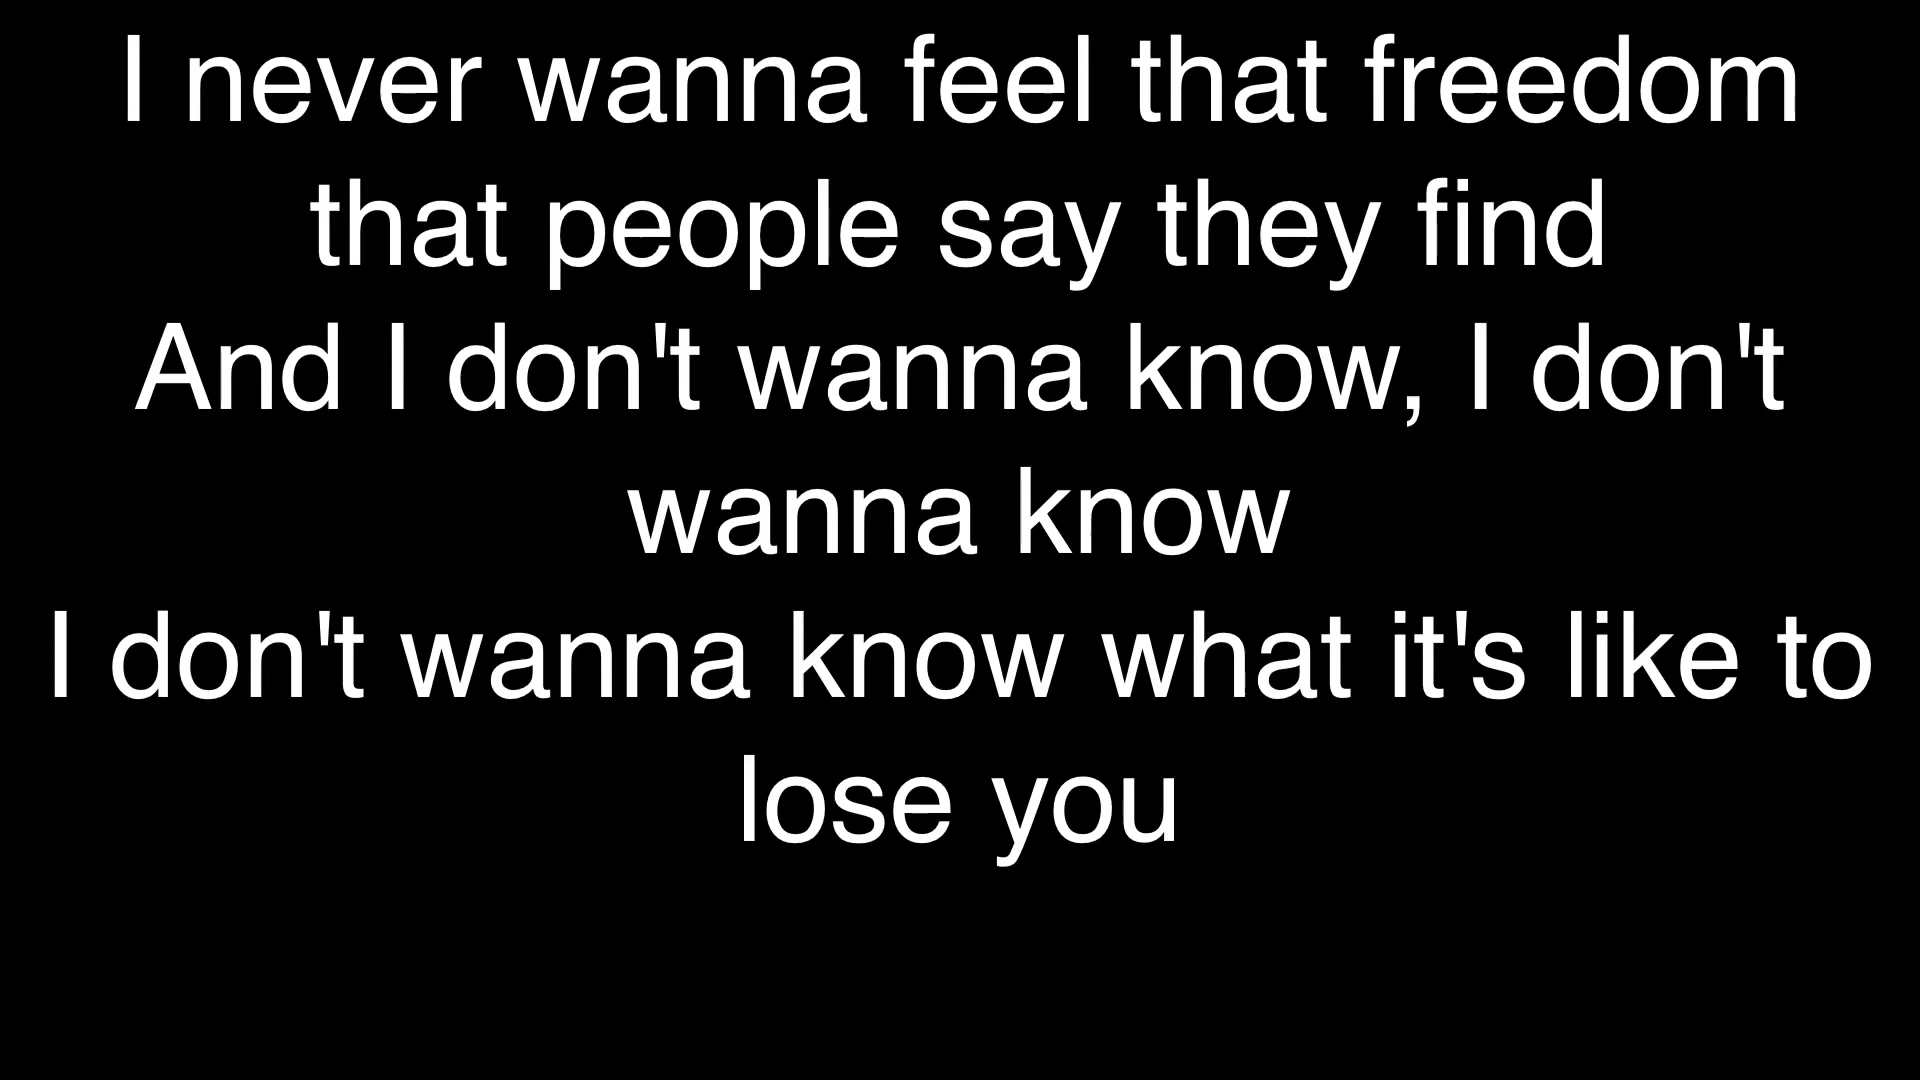 I never wanna feel that freedom
that people say they find
And I don't wanna know, I don't
wanna know
I don't wanna know what it's like to
lose you